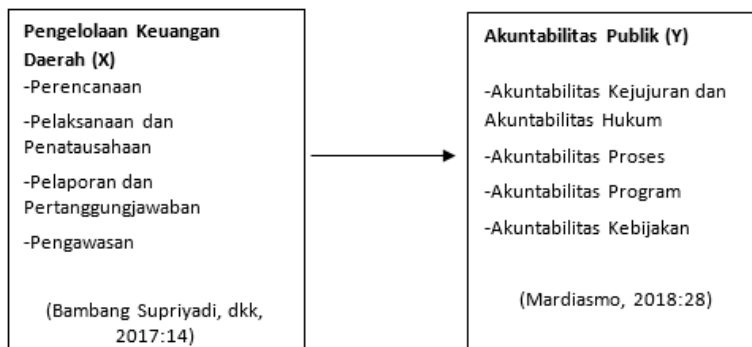 Pengelolaan Keuangan
Daerah (X)
-Perencanaan
-Pelaksanaan dan
Penatausahaan
-Pelaporan dan
Pertanggungjawaban
-Pengawasan
(Bambang Supriyadi, dkk,
2017:14)
Akuntabilitas Publik (Y)
-Akuntabilitas Kejujuran dan
Akuntabilitas Hukum
-Akuntabilitas Proses
-Akuntabilitas Program
-Akuntabilitas Kebijakan
(Mardiasmo, 2018:28)